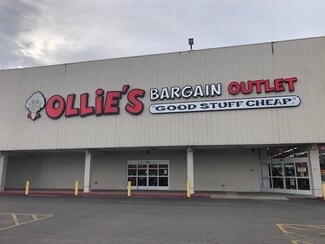 OLLiE'S BARGAIN OUTLET
"GOOD STUFF CHEAP"